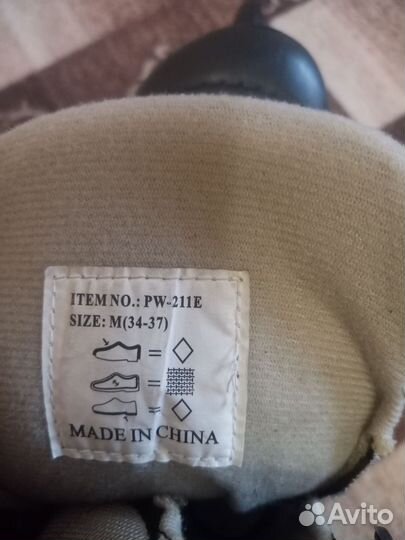 ITEM NO.: PW-211E
SIZE: M(34-37)
=
=
=
MADE IN CHINA
Avito